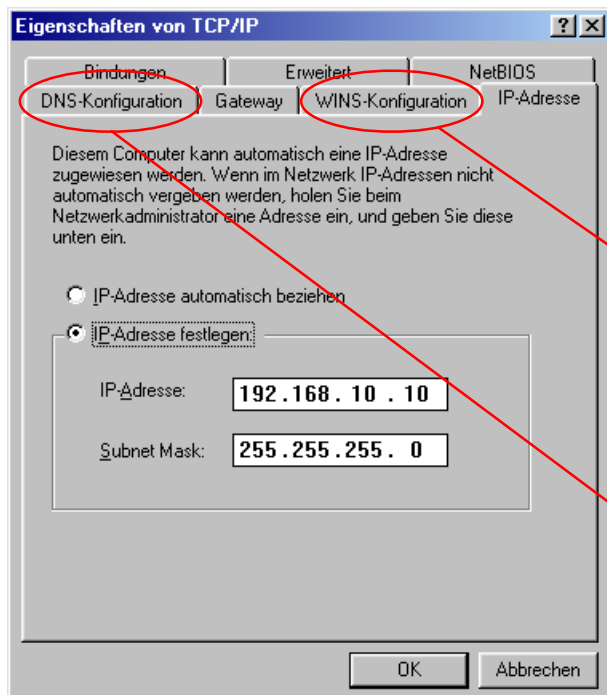 Eigenschaften von TCP/IP
Bindungen Erweitert NetBIOS
DNS-Konfiguration Gateway WINS-Konfiguration IP-Adresse
Diesem Computer kann automatisch eine IP-Adresse
zugewiesen werden. Wenn im Netzwerk IP-Adressen nicht
automatisch vergeben werden, holen Sie beim
Netzwerkadministrator eine Adresse ein, und geben Sie diese
unten ein.
IP-Adresse automatisch beziehen
IP-Adresse festlegen:
IP-Adresse: 192.168. 10 . 10
Subnet Mask: 255.255.255. 0
OK Abbrechen